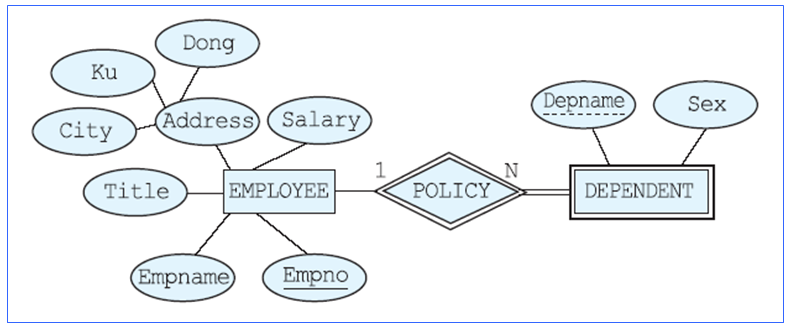 Dong
Ku
City
Address
Salary
Depname
Sex
Title
EMPLOYEE
1
POLICY
N
DEPENDENT
Empname
Empno